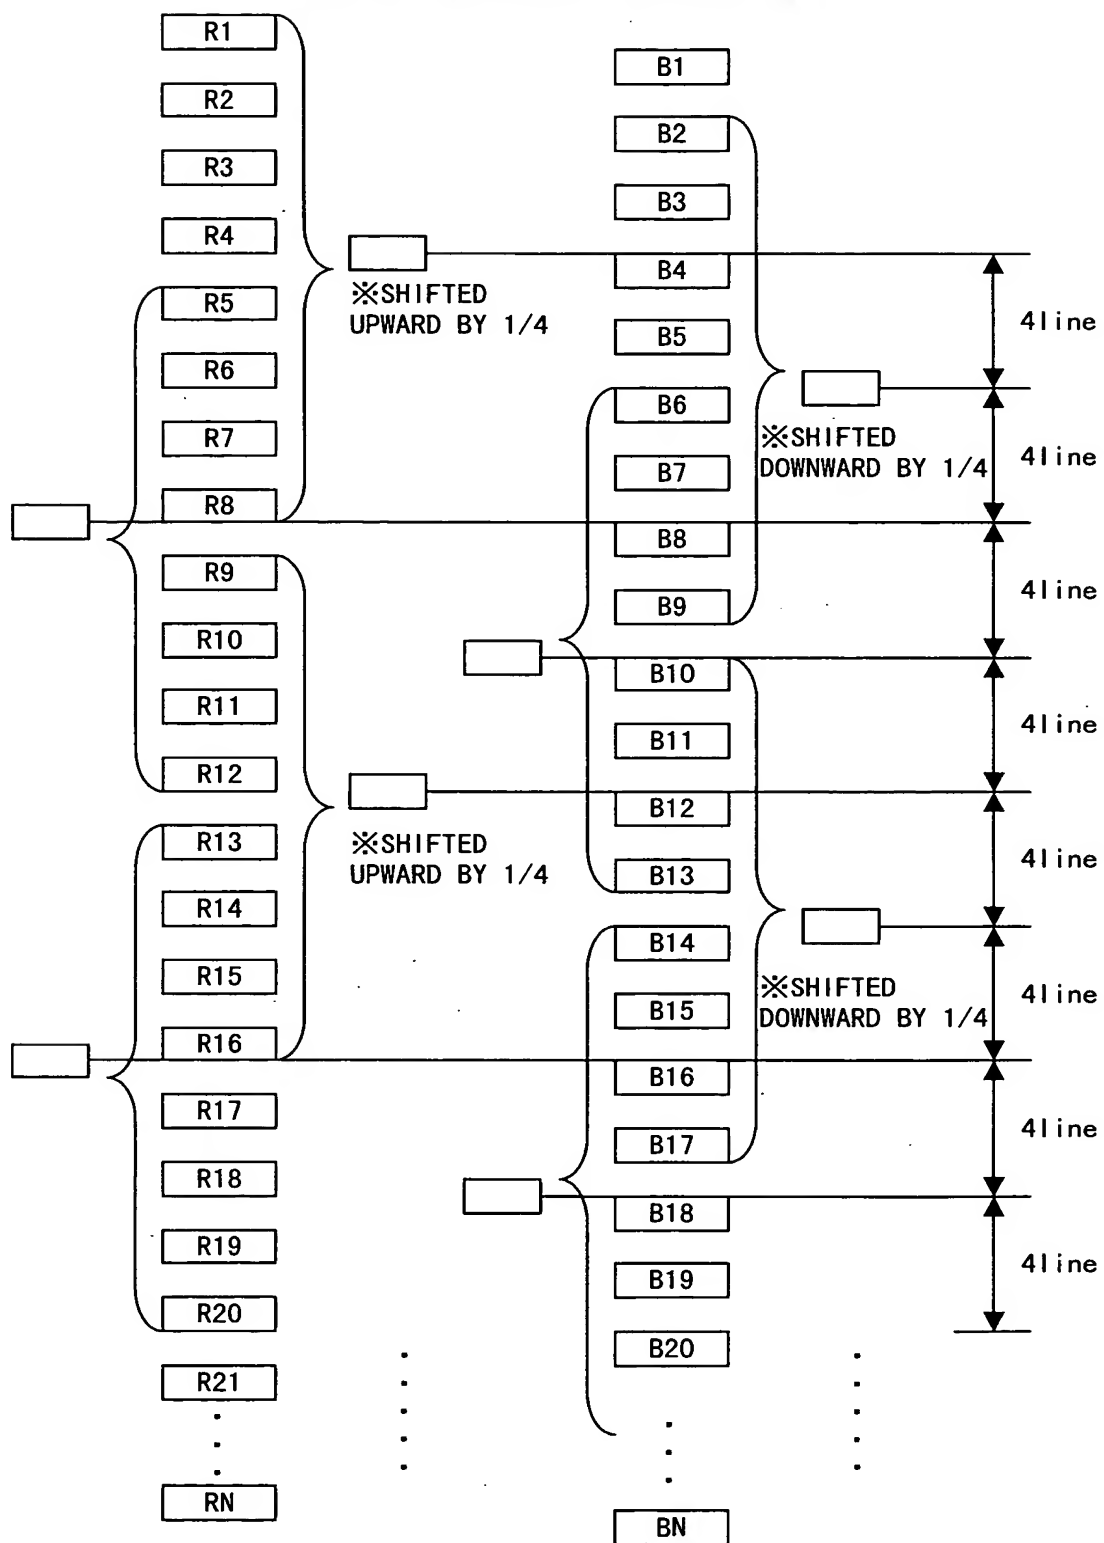 R1
R2
R3
R4
R5
R6
R7
R8
R9
R10
R11
R12
R13
R14
R15
R16
R17
R18
R19
R20
R21
RN
※SHIFTED
UPWARD BY 1/4
※SHIFTED
UPWARD BY 1/4
B1
B2
B3
B4
B5
B6
B7
B8
B9
B10
B11
B12
B13
B14
B15
B16
B17
B18
B19
B20
BN
※SHIFTED
DOWNWARD BY 1/4
※SHIFTED
DOWNWARD BY 1/4
4line
4line
4line
4line
4line
4line
4line
4line